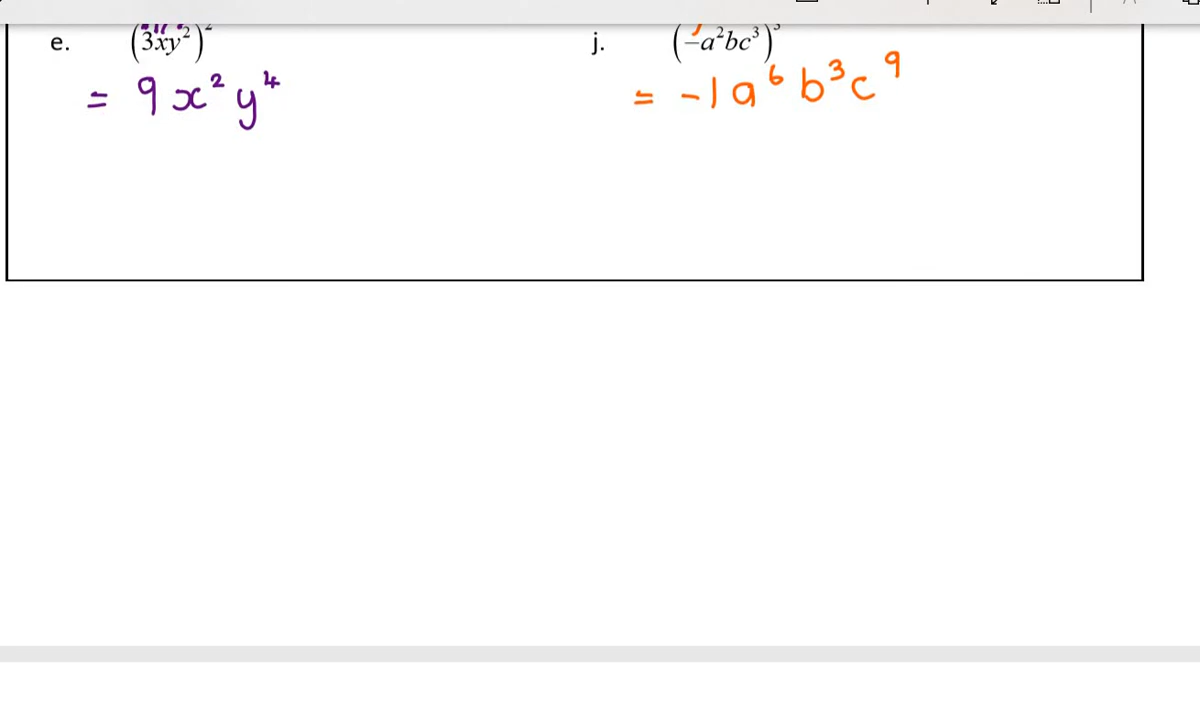 e. (3xy²)²
= 9x²y⁴
j. (–a²bc³)³
= -1a⁶b³c⁹